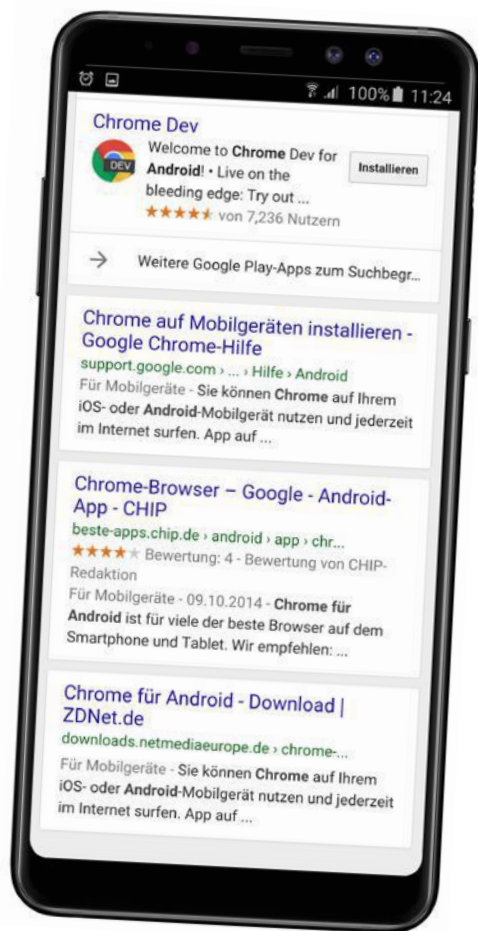 100% 11:24
Chrome Dev
DEV
Welcome to Chrome Dev for
Android! • Live on the
bleeding edge: Try out ...
von 7,236 Nutzern
Installieren
Weitere Google Play-Apps zum Suchbegr...
Chrome auf Mobilgeräten installieren -
Google Chrome-Hilfe
support.google.com › ... › Hilfe › Android
Für Mobilgeräte - Sie können Chrome auf Ihrem
iOS- oder Android-Mobilgerät nutzen und jederzeit
im Internet surfen. App auf ...
Chrome-Browser – Google - Android-
App - CHIP
beste-apps.chip.de › android › app › chr...
Bewertung: 4 - Bewertung von CHIP-
Redaktion
Für Mobilgeräte - 09.10.2014 - Chrome für
Android ist für viele der beste Browser auf dem
Smartphone und Tablet. Wir empfehlen: ...
Chrome für Android - Download |
ZDNet.de
downloads.netmediaeurope.de › chrome-...
Für Mobilgeräte - Sie können Chrome auf Ihrem
iOS- oder Android-Mobilgerät nutzen und jederzeit
im Internet surfen. App auf ...